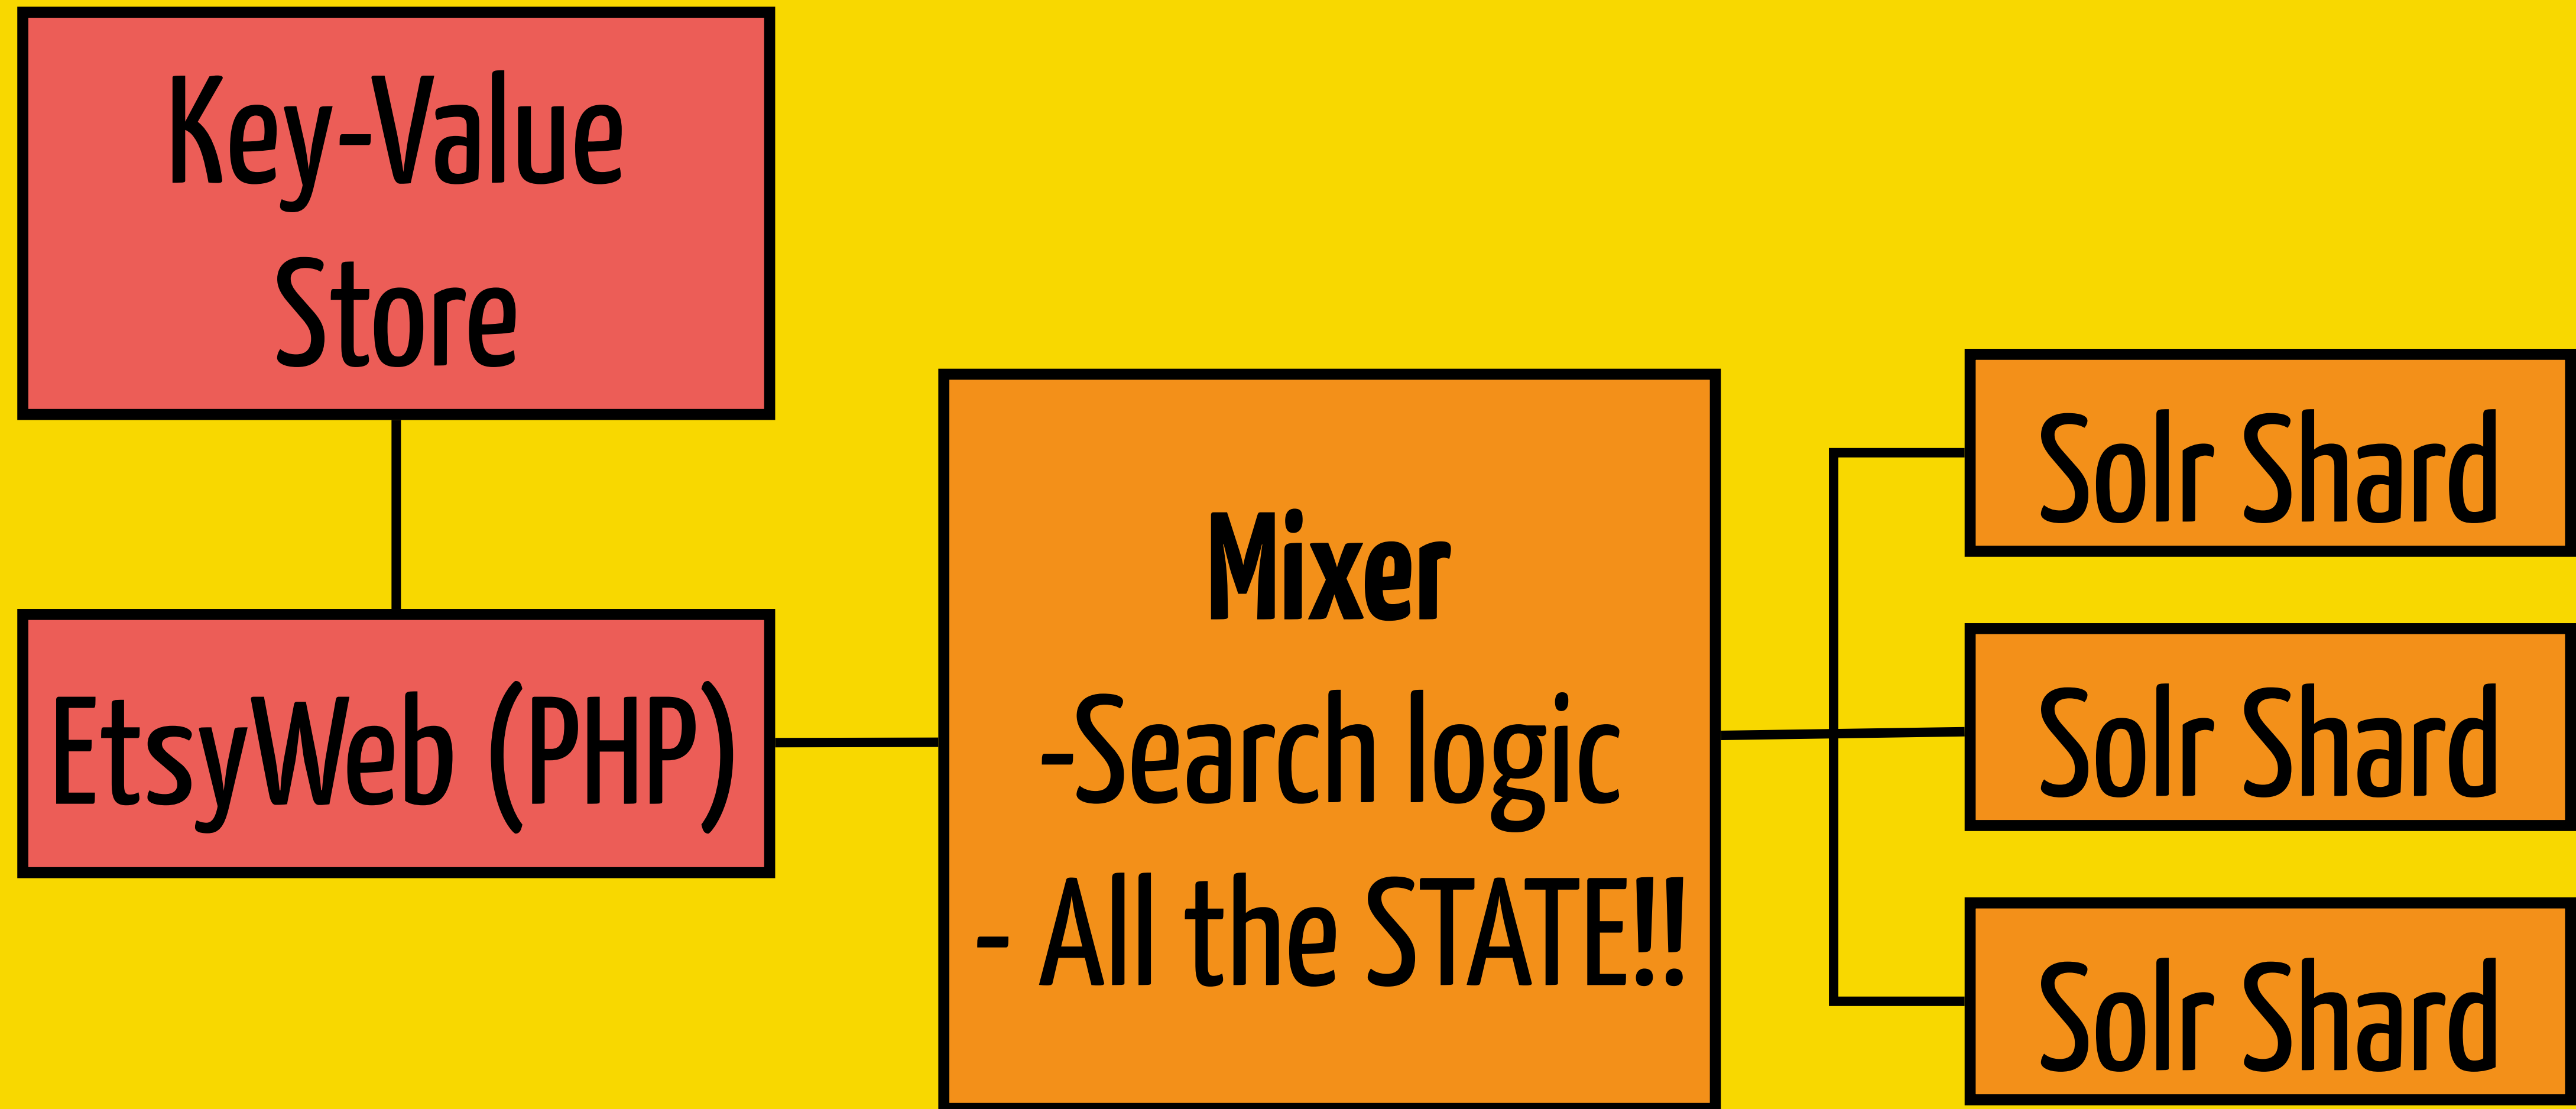 Key-Value
Store
EtsyWeb (PHP)
Mixer
-Search logic
- All the STATE!!
Solr Shard
Solr Shard
Solr Shard